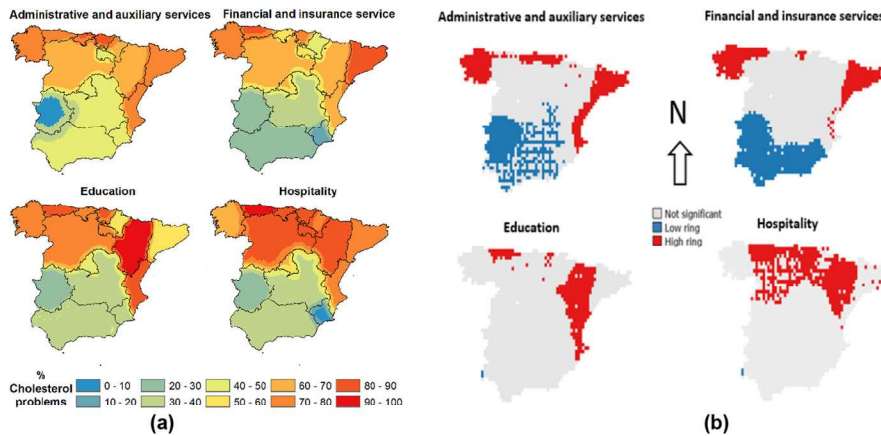 Administrative and auxiliary services
Financial and insurance service
Education
Hospitality
%
Cholesterol
problems
0 - 10
20 - 30
40 - 50
60 - 70
80 - 90
10 - 20
30 - 40
50 - 60
70 - 80
90 - 100
(a)
Administrative and auxiliary services
Financial and insurance services
N
Not significant
Low ring
High ring
Education
Hospitality
(b)